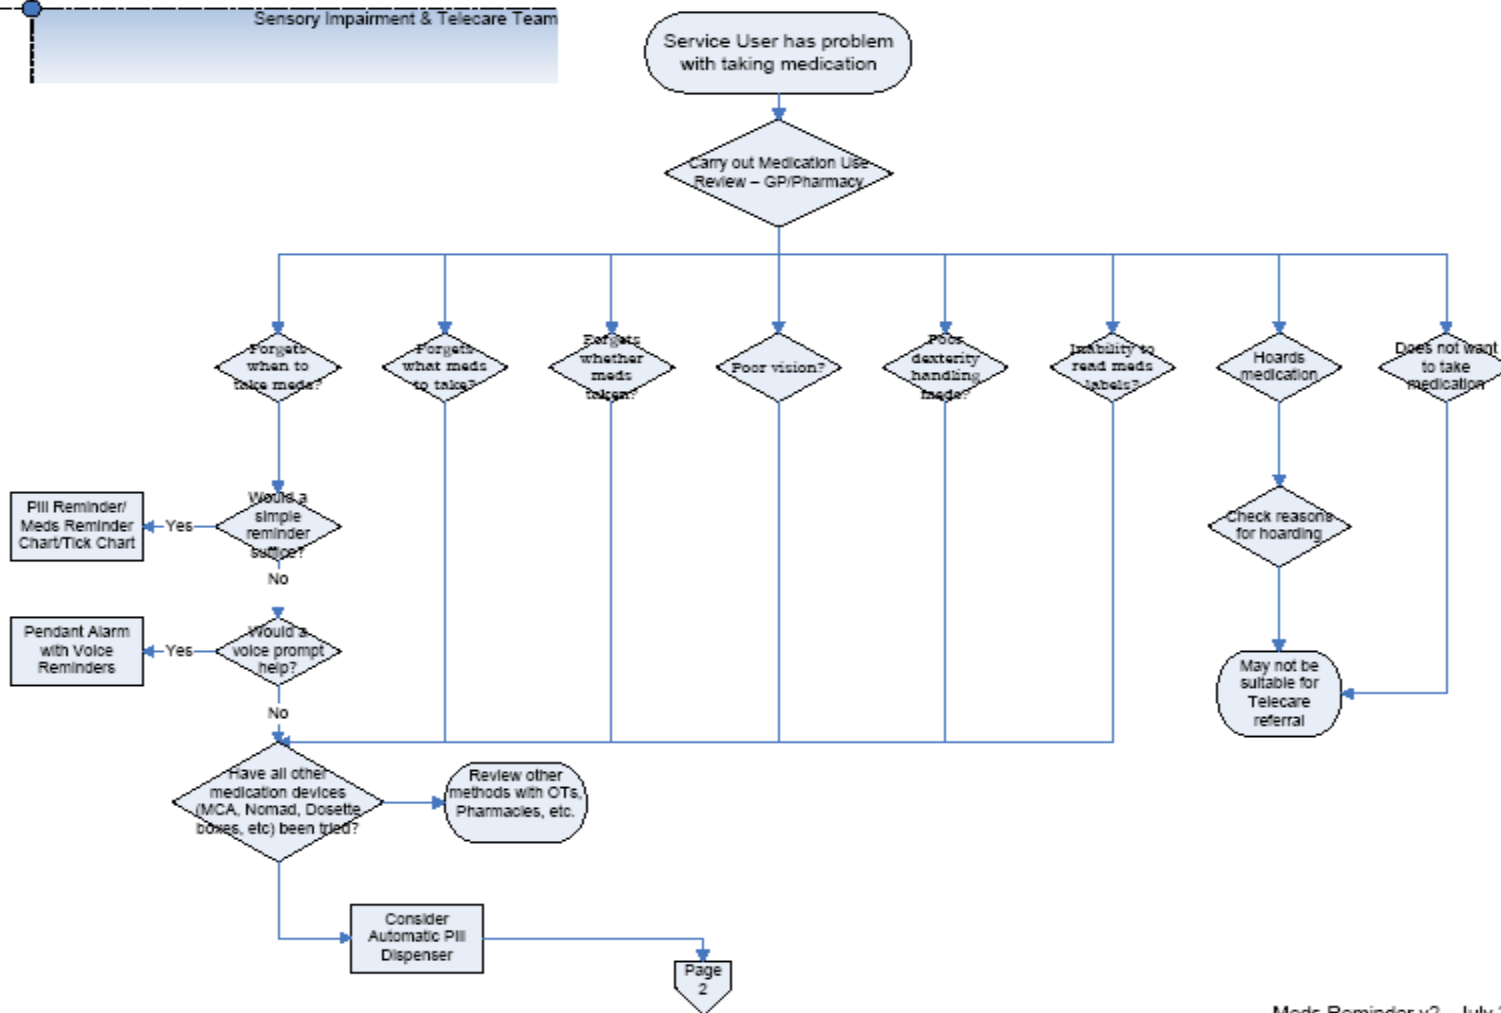 Sensory Impairment & Telecare Team
Service User has problem
with taking medication
Carry out Medication Use
Review – GP/Pharmacy
Forgets
when to
take meds?
Forgets
what meds
to take?
Forgets
whether
meds
taken?
Poor vision?
Poor
dexterity
handling
meds?
Inability to
read meds
labels?
Hoards
medication
Does not want
to take
medication
Pill Reminder/
Meds Reminder
Chart/Tick Chart
Yes
Would a
simple
reminder
suffice?
Check reasons
for hoarding
No
Pendant Alarm
with Voice
Reminders
Yes
Would a
voice prompt
help?
May not be
suitable for
Telecare
referral
No
Have all other
medication devices
(MCA, Nomad, Dosette
boxes, etc) been tried?
Review other
methods with OTs,
Pharmacies, etc.
Consider
Automatic Pill
Dispenser
Page
2
Meds Reminder v2 – July